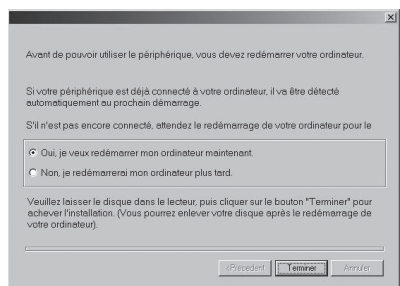 Avant de pouvoir utiliser le périphérique, vous devez redémarrer votre ordinateur.
Si votre périphérique est déjà connecté à votre ordinateur, il va être détecté
automatiquement au prochain démarrage.
S'il n'est pas encore connecté, attendez le redémarrage de votre ordinateur pour le
Oui, je veux redémarrer mon ordinateur maintenant.
Non, je redémarrerai mon ordinateur plus tard.
Veuillez laisser le disque dans le lecteur, puis cliquer sur le bouton "Terminer" pour
achever l'installation. (Vous pourrez enlever votre disque après le redémarrage de
votre ordinateur).
<Precedent Terminer Annuler